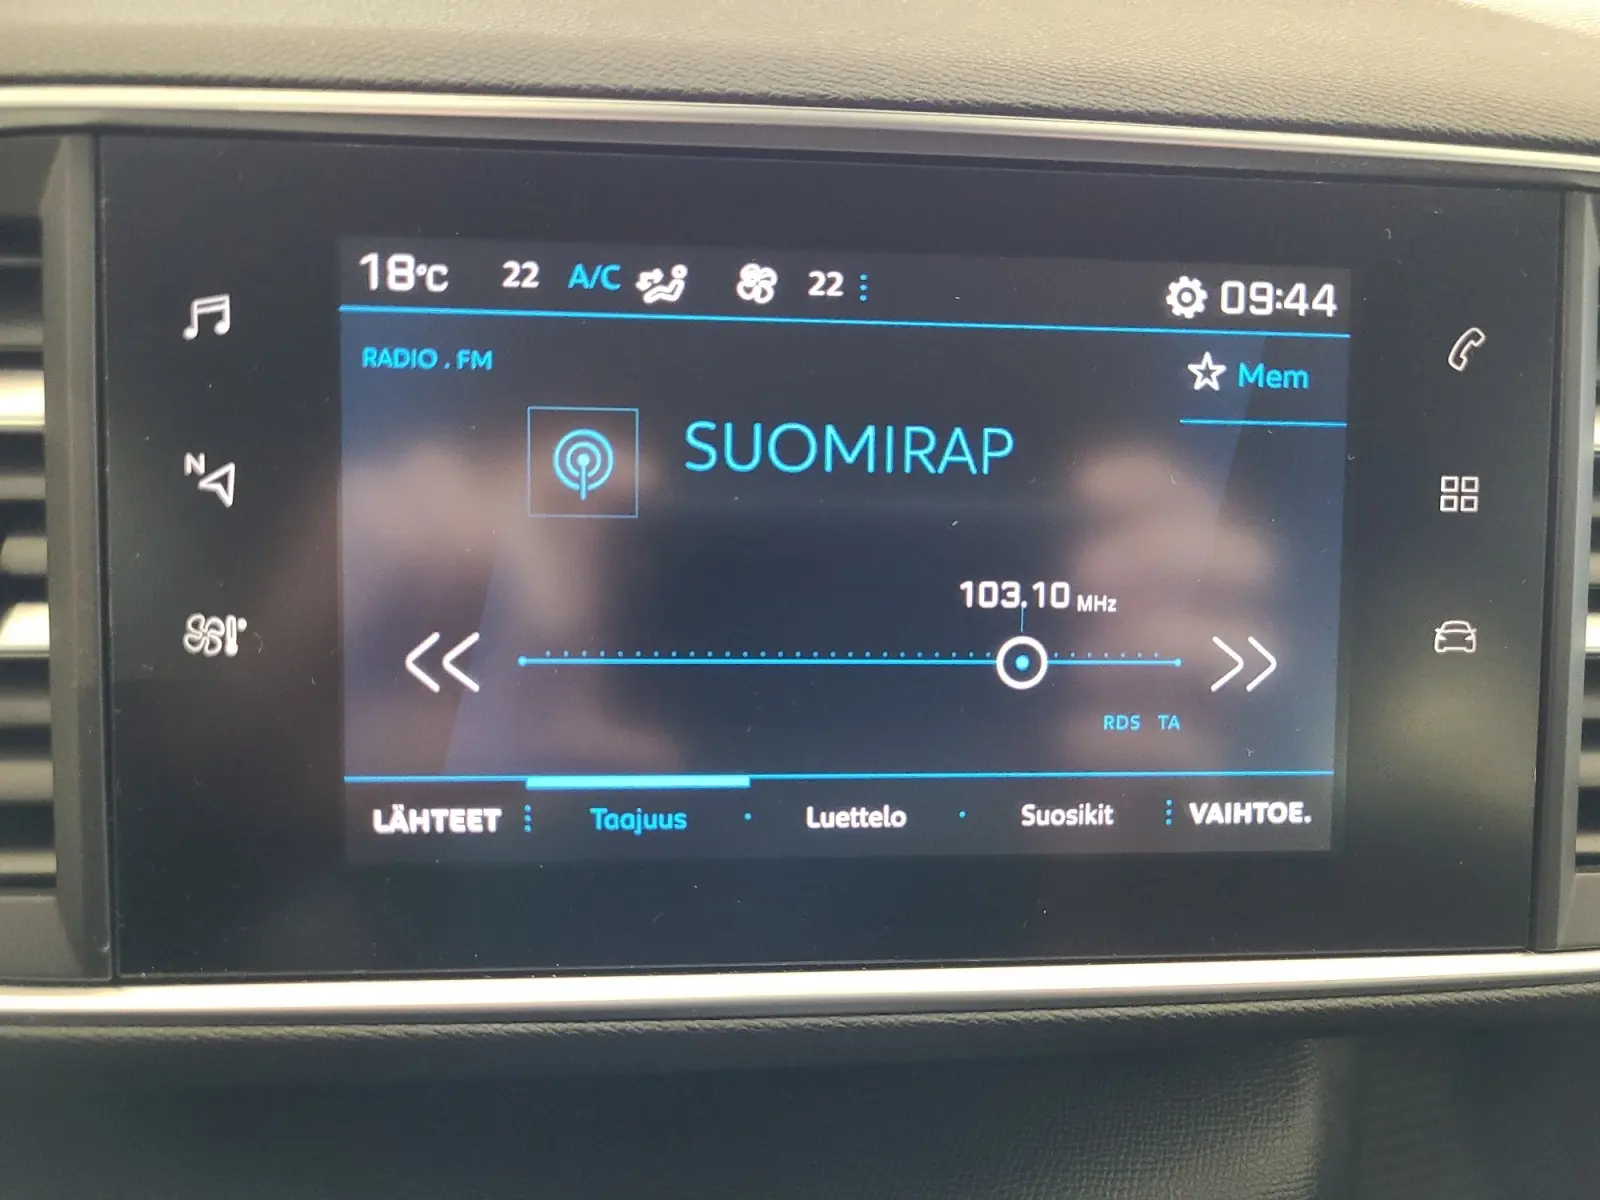 18°C 22 A/C 22 09:44
RADIO . FM
Mem
SUOMIRAP
N
103.10 MHz
RDS TA
LÄHTEET Taajuus Luettelo Suosikit VAIHTOE.